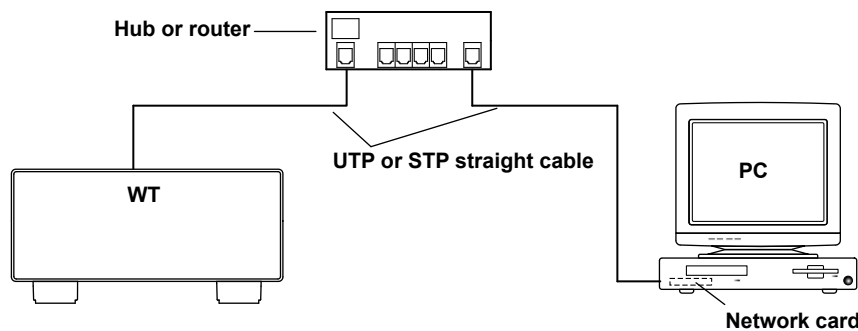 Hub or router
UTP or STP straight cable
WT
PC
Network card